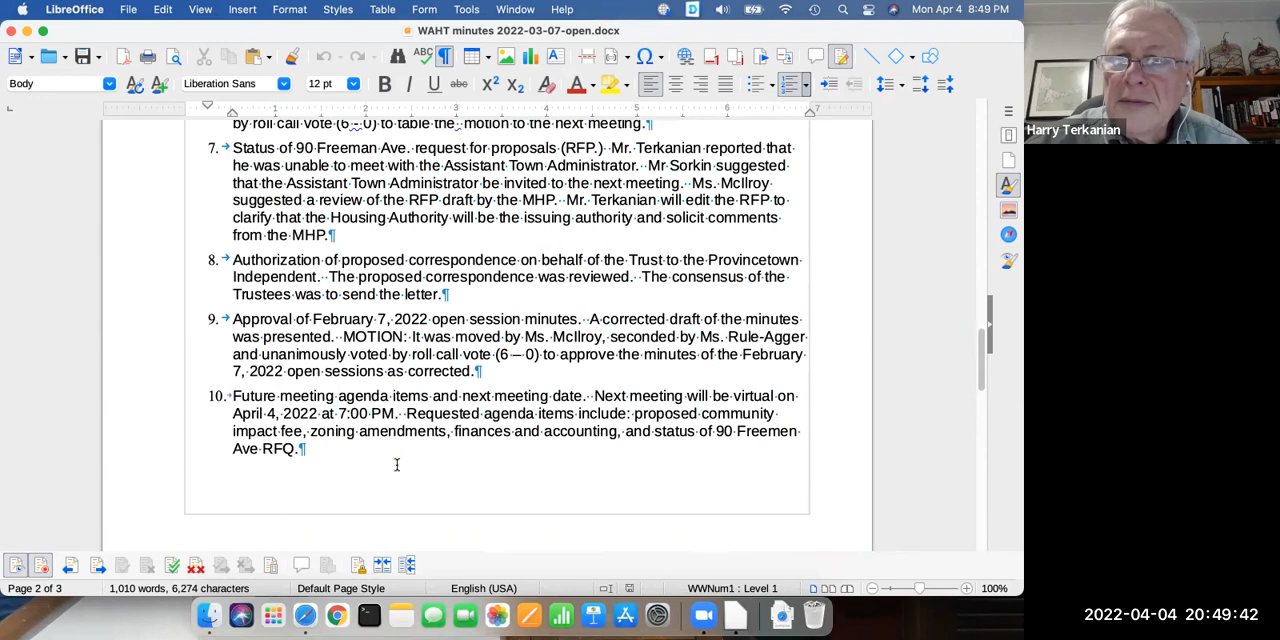 LibreOffice File Edit View Insert Format Styles Table Form Tools Window Help Mon Apr 4 8:49 PM
WAHT minutes 2022-03-07-open.docx
Body Liberation Sans 12 pt
1 2 3 4 5 6 7
by roll call vote (6 - 0) to table the motion to the next meeting.¶
7. Status of 90 Freeman Ave. request for proposals (RFP.) Mr. Terkanian reported that
he was unable to meet with the Assistant Town Administrator. Mr Sorkin suggested
that the Assistant Town Administrator be invited to the next meeting. Ms. McIlroy
suggested a review of the RFP draft by the MHP. Mr. Terkanian will edit the RFP to
clarify that the Housing Authority will be the issuing authority and solicit comments
from the MHP.¶
8. Authorization of proposed correspondence on behalf of the Trust to the Provincetown
Independent. The proposed correspondence was reviewed. The consensus of the
Trustees was to send the letter.¶
9. Approval of February 7, 2022 open session minutes. A corrected draft of the minutes
was presented. MOTION: It was moved by Ms. McIlroy, seconded by Ms. Rule-Agger
and unanimously voted by roll call vote (6 – 0) to approve the minutes of the February
7, 2022 open sessions as corrected.¶
10. Future meeting agenda items and next meeting date. Next meeting will be virtual on
April 4, 2022 at 7:00 PM. Requested agenda items include: proposed community
impact fee, zoning amendments, finances and accounting, and status of 90 Freemen
Ave RFQ.¶
Page 2 of 3 1,010 words, 6,274 characters Default Page Style English (USA) WWNum1 : Level 1 100%
Harry Terkanian
2022-04-04 20:49:42